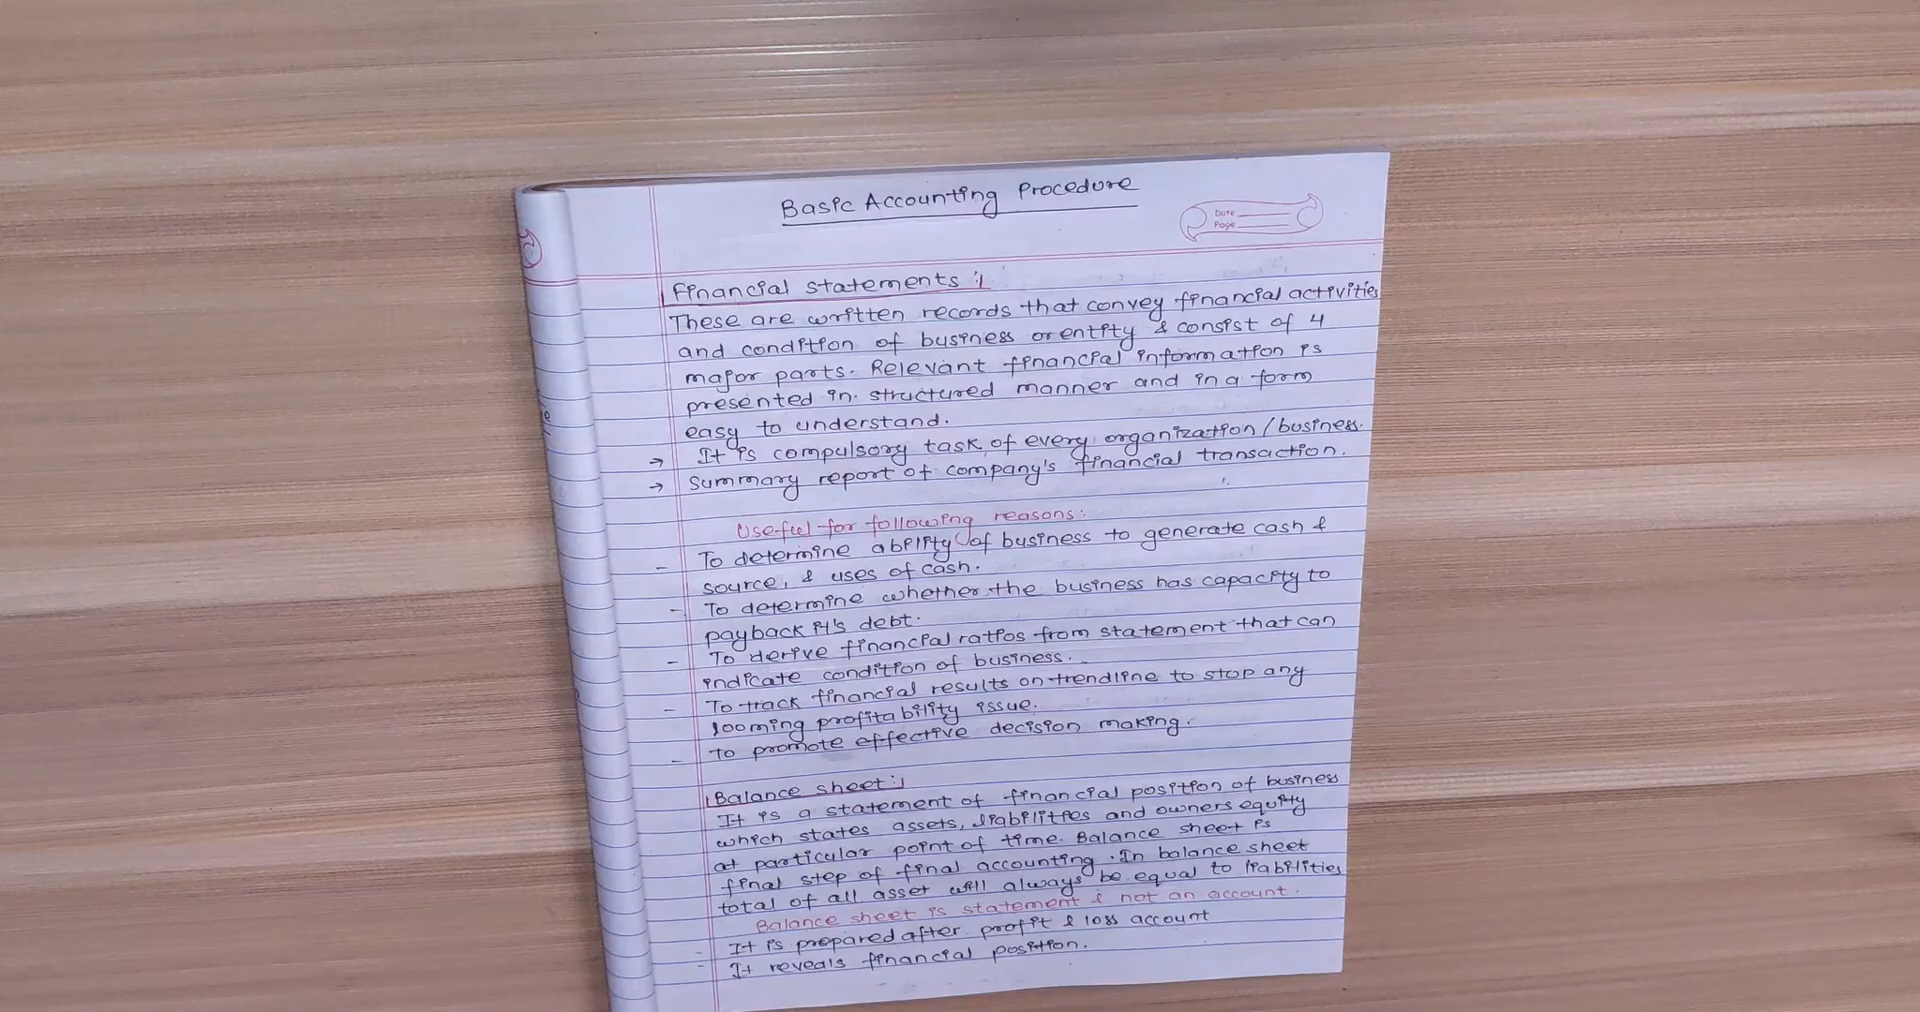 Basic Accounting Procedure
Date
Page
Financial statements :
These are written records that convey financial activities
and condition of business or entity & consist of 4
major parts. Relevant financial information is
presented in structured manner and in a form
easy to understand.
→ It is compulsory task of every organization / business.
→ Summary report of company's financial transaction.
Useful for following reasons:
- To determine ability of business to generate cash &
source, & uses of cash.
- To determine whether the business has capacity to
payback it's debt.
- To derive financial ratios from statement that can
indicate condition of business.
- To track financial results on trendline to stop any
looming profitability issue.
- To promote effective decision making.
Balance sheet :
It is a statement of financial position of business
which states assets, liabilities and owners equity
at particular point of time. Balance sheet is
final step of final accounting. In balance sheet
total of all asset will always be equal to liabilities
Balance sheet is statement & not an account.
- It is prepared after profit & loss account
- It reveals financial position.